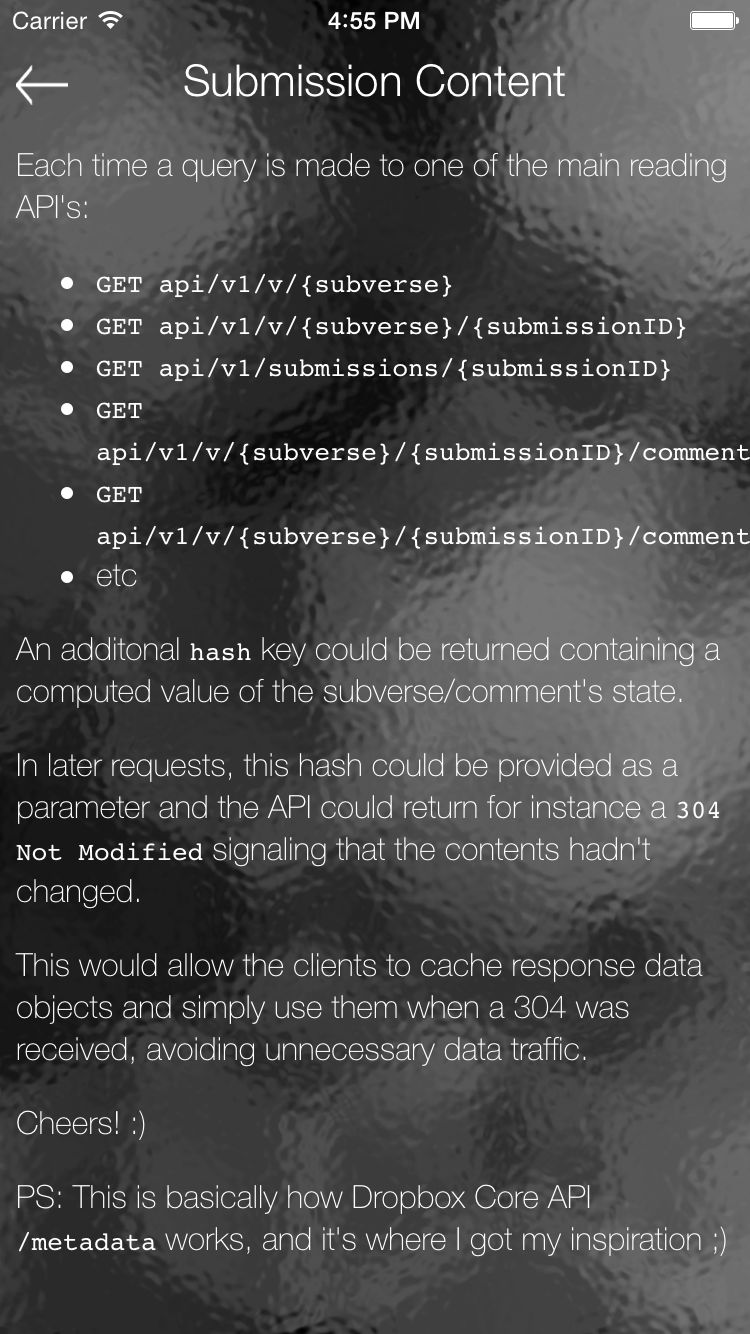 Carrier 4:55 PM
Submission Content
Each time a query is made to one of the main reading
API's:
• GET api/v1/v/{subverse}
• GET api/v1/v/{subverse}/{submissionID}
• GET api/v1/submissions/{submissionID}
• GET
api/v1/v/{subverse}/{submissionID}/comment
• GET
api/v1/v/{subverse}/{submissionID}/comment
• etc
An additonal hash key could be returned containing a
computed value of the subverse/comment's state.
In later requests, this hash could be provided as a
parameter and the API could return for instance a 304
Not Modified signaling that the contents hadn't
changed.
This would allow the clients to cache response data
objects and simply use them when a 304 was
received, avoiding unnecessary data traffic.
Cheers! :)
PS: This is basically how Dropbox Core API
/metadata works, and it's where I got my inspiration ;)